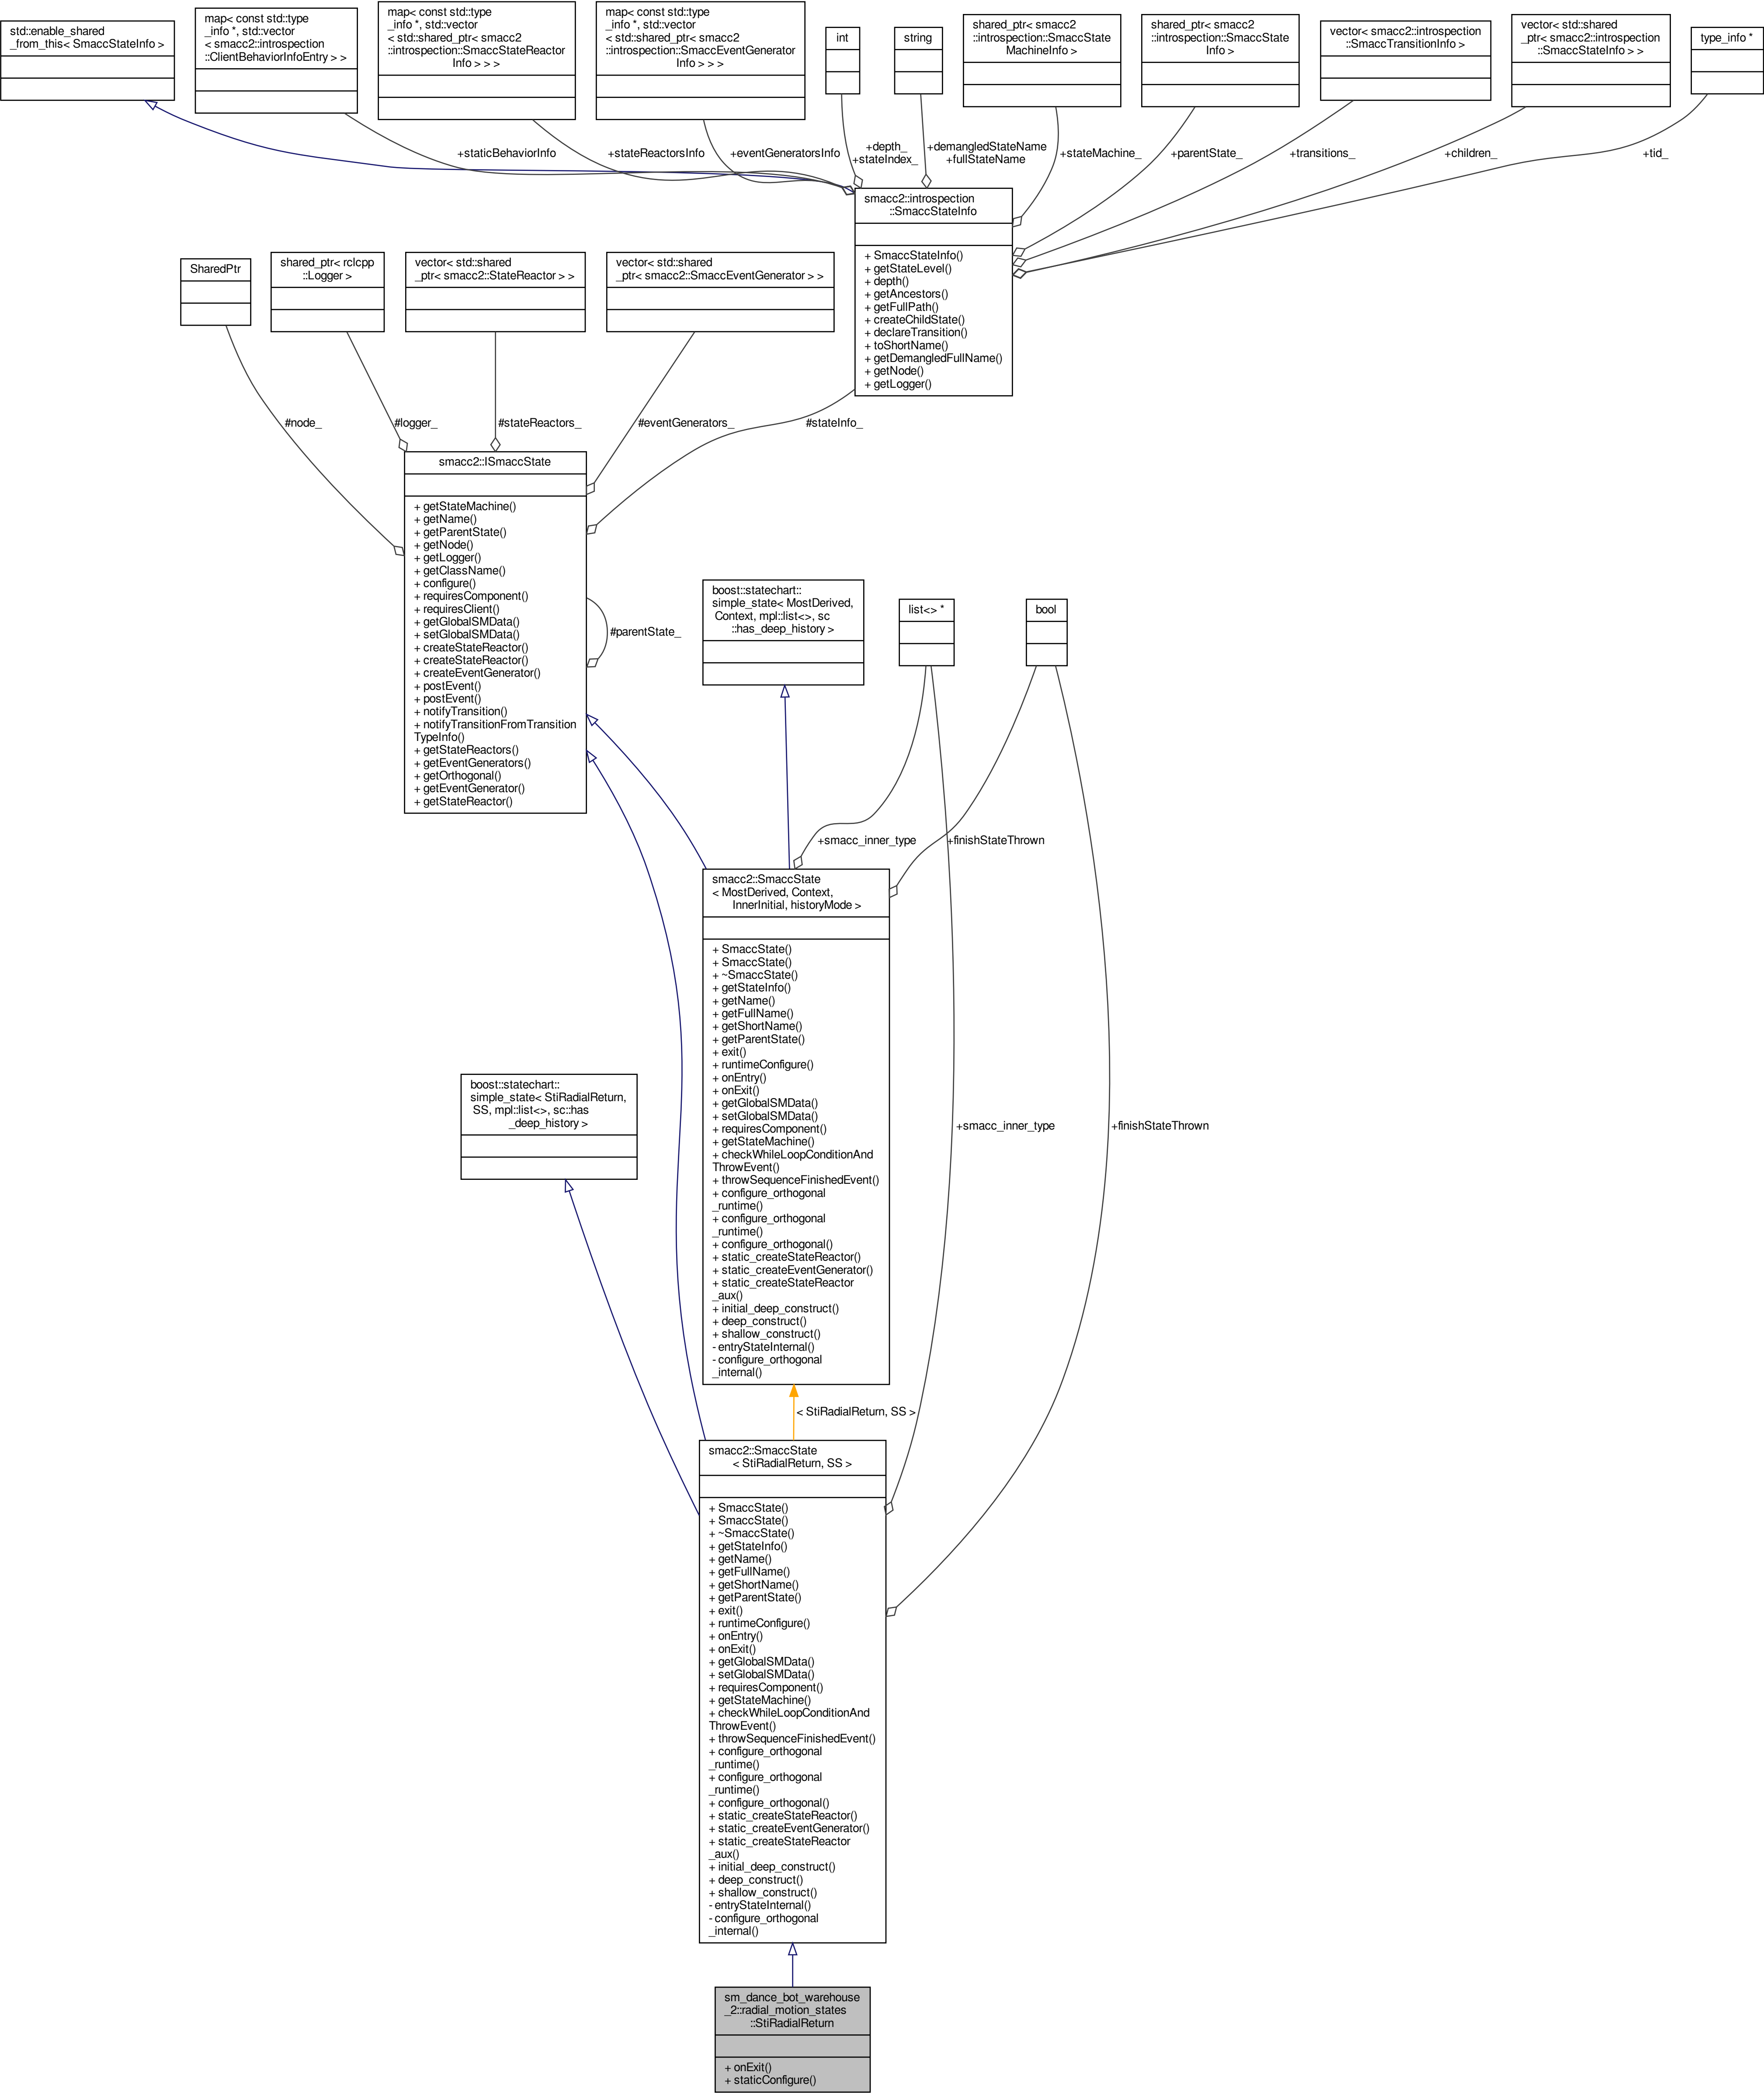 std::enable_shared
_from_this< SmaccStateInfo >
map< const std::type
_info *, std::vector
< smacc2::introspection
::ClientBehaviorInfoEntry > >
map< const std::type
_info *, std::vector
< std::shared_ptr< smacc2
::introspection::SmaccStateReactor
Info > > >
map< const std::type
_info *, std::vector
< std::shared_ptr< smacc2
::introspection::SmaccEventGenerator
Info > > >
int
string
shared_ptr< smacc2
::introspection::SmaccState
MachineInfo >
shared_ptr< smacc2
::introspection::SmaccState
Info >
vector< smacc2::introspection
::SmaccTransitionInfo >
vector< std::shared
_ptr< smacc2::introspection
::SmaccStateInfo > >
type_info *
+staticBehaviorInfo
+stateReactorsInfo
+eventGeneratorsInfo
+depth_
+stateIndex_
+demangledStateName
+fullStateName
+stateMachine_
+parentState_
+transitions_
+children_
+tid_
smacc2::introspection
::SmaccStateInfo
+ SmaccStateInfo()
+ getStateLevel()
+ depth()
+ getAncestors()
+ getFullPath()
+ createChildState()
+ declareTransition()
+ toShortName()
+ getDemangledFullName()
+ getNode()
+ getLogger()
SharedPtr
shared_ptr< rclcpp
::Logger >
vector< std::shared
_ptr< smacc2::StateReactor > >
vector< std::shared
_ptr< smacc2::SmaccEventGenerator > >
#node_
#logger_
#stateReactors_
#eventGenerators_
#stateInfo_
smacc2::ISmaccState
+ getStateMachine()
+ getName()
+ getParentState()
+ getNode()
+ getLogger()
+ getClassName()
+ configure()
+ requiresComponent()
+ requiresClient()
+ getGlobalSMData()
+ setGlobalSMData()
+ createStateReactor()
+ createStateReactor()
+ createEventGenerator()
+ postEvent()
+ postEvent()
+ notifyTransition()
+ notifyTransitionFromTransition
TypeInfo()
+ getStateReactors()
+ getEventGenerators()
+ getOrthogonal()
+ getEventGenerator()
+ getStateReactor()
#parentState_
boost::statechart::
simple_state< MostDerived,
Context, mpl::list<>, sc
::has_deep_history >
list<> *
bool
+smacc_inner_type
+finishStateThrown
smacc2::SmaccState
< MostDerived, Context,
InnerInitial, historyMode >
+ SmaccState()
+ SmaccState()
+ ~SmaccState()
+ getStateInfo()
+ getName()
+ getFullName()
+ getShortName()
+ getParentState()
+ exit()
+ runtimeConfigure()
+ onEntry()
+ onExit()
+ getGlobalSMData()
+ setGlobalSMData()
+ requiresComponent()
+ getStateMachine()
+ checkWhileLoopConditionAnd
ThrowEvent()
+ throwSequenceFinishedEvent()
+ configure_orthogonal
_runtime()
+ configure_orthogonal
_runtime()
+ configure_orthogonal()
+ static_createStateReactor()
+ static_createEventGenerator()
+ static_createStateReactor
_aux()
+ initial_deep_construct()
+ deep_construct()
+ shallow_construct()
- entryStateInternal()
- configure_orthogonal
_internal()
boost::statechart::
simple_state< StiRadialReturn,
SS, mpl::list<>, sc::has
_deep_history >
+smacc_inner_type
+finishStateThrown
< StiRadialReturn, SS >
smacc2::SmaccState
< StiRadialReturn, SS >
+ SmaccState()
+ SmaccState()
+ ~SmaccState()
+ getStateInfo()
+ getName()
+ getFullName()
+ getShortName()
+ getParentState()
+ exit()
+ runtimeConfigure()
+ onEntry()
+ onExit()
+ getGlobalSMData()
+ setGlobalSMData()
+ requiresComponent()
+ getStateMachine()
+ checkWhileLoopConditionAnd
ThrowEvent()
+ throwSequenceFinishedEvent()
+ configure_orthogonal
_runtime()
+ configure_orthogonal
_runtime()
+ configure_orthogonal()
+ static_createStateReactor()
+ static_createEventGenerator()
+ static_createStateReactor
_aux()
+ initial_deep_construct()
+ deep_construct()
+ shallow_construct()
- entryStateInternal()
- configure_orthogonal
_internal()
sm_dance_bot_warehouse
_2::radial_motion_states
::StiRadialReturn
+ onExit()
+ staticConfigure()